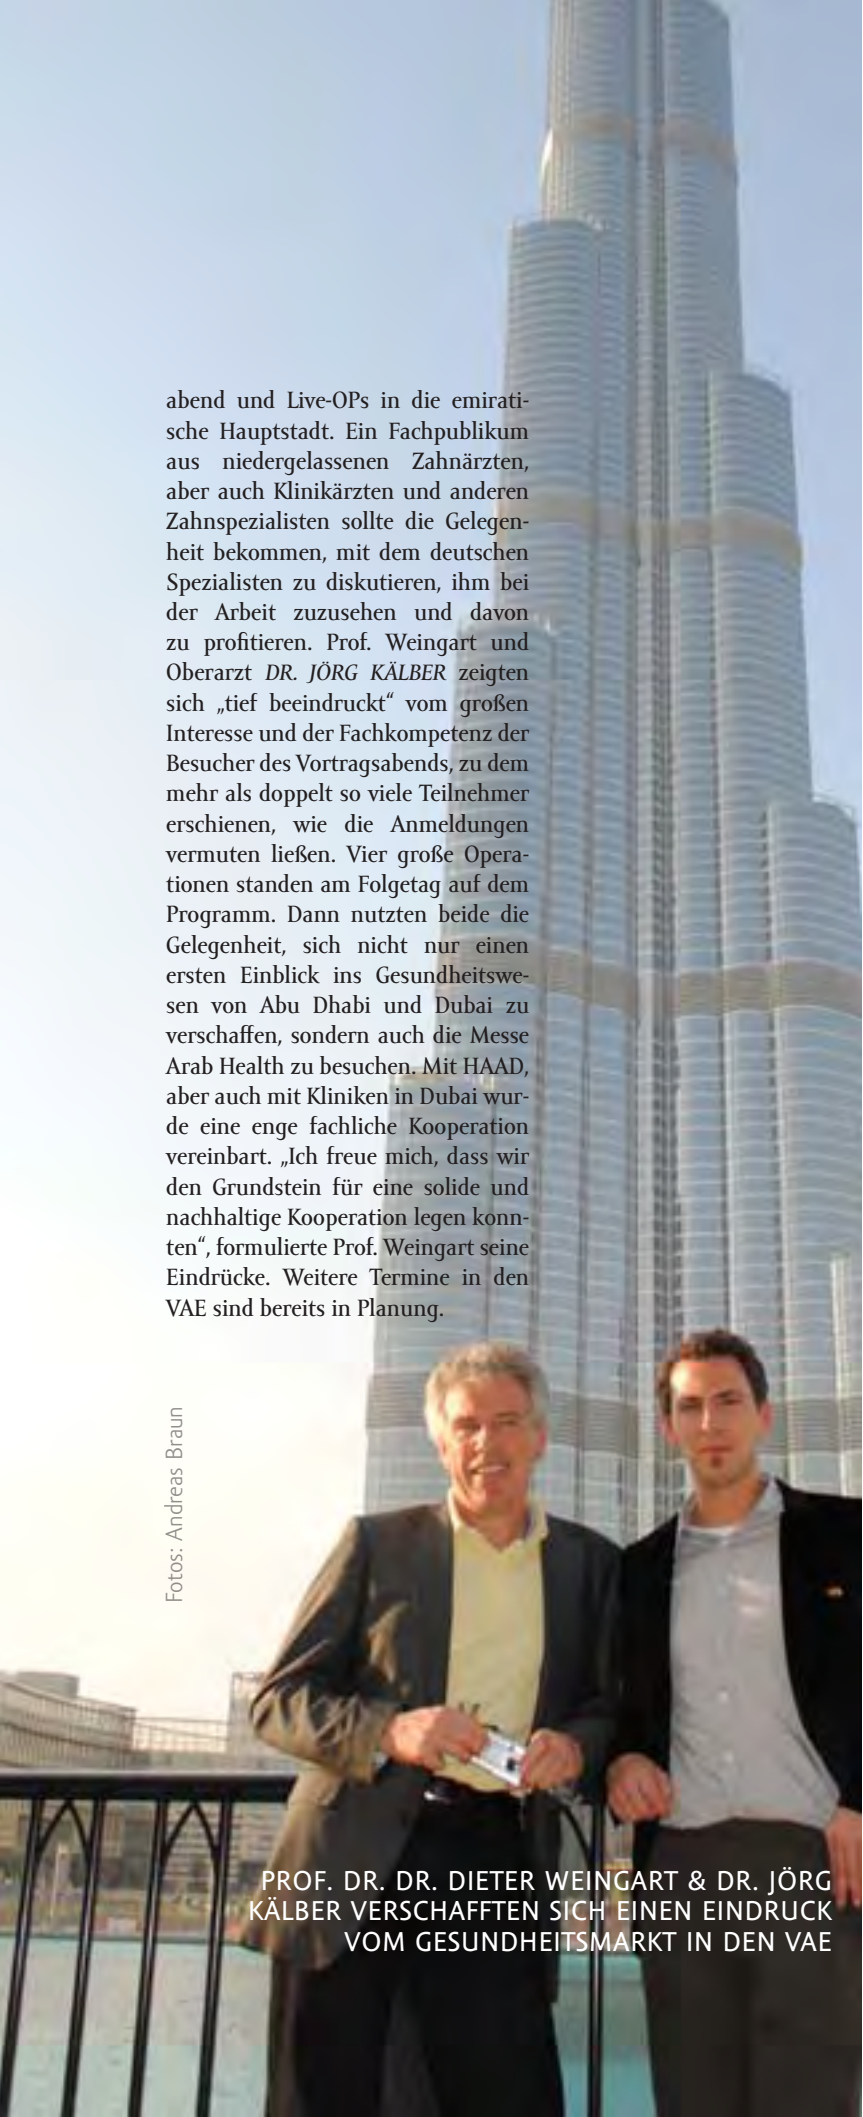 abend und Live-OPs in die emirati-
sche Hauptstadt. Ein Fachpublikum
aus niedergelassenen Zahnärzten,
aber auch Klinikärzten und anderen
Zahnspezialisten sollte die Gelegen-
heit bekommen, mit dem deutschen
Spezialisten zu diskutieren, ihm bei
der Arbeit zuzusehen und davon
zu profitieren. Prof. Weingart und
Oberarzt DR. JÖRG KÄLBER zeigten
sich „tief beeindruckt“ vom großen
Interesse und der Fachkompetenz der
Besucher des Vortragsabends, zu dem
mehr als doppelt so viele Teilnehmer
erschienen, wie die Anmeldungen
vermuten ließen. Vier große Opera-
tionen standen am Folgetag auf dem
Programm. Dann nutzten beide die
Gelegenheit, sich nicht nur einen
ersten Einblick ins Gesundheitswe-
sen von Abu Dhabi und Dubai zu
verschaffen, sondern auch die Messe
Arab Health zu besuchen. Mit HAAD,
aber auch mit Kliniken in Dubai wur-
de eine enge fachliche Kooperation
vereinbart. „Ich freue mich, dass wir
den Grundstein für eine solide und
nachhaltige Kooperation legen konn-
ten“, formulierte Prof. Weingart seine
Eindrücke. Weitere Termine in den
VAE sind bereits in Planung.
Fotos: Andreas Braun
PROF. DR. DR. DIETER WEINGART & DR. JÖRG
KÄLBER VERSCHAFFTEN SICH EINEN EINDRUCK
VOM GESUNDHEITSMARKT IN DEN VAE